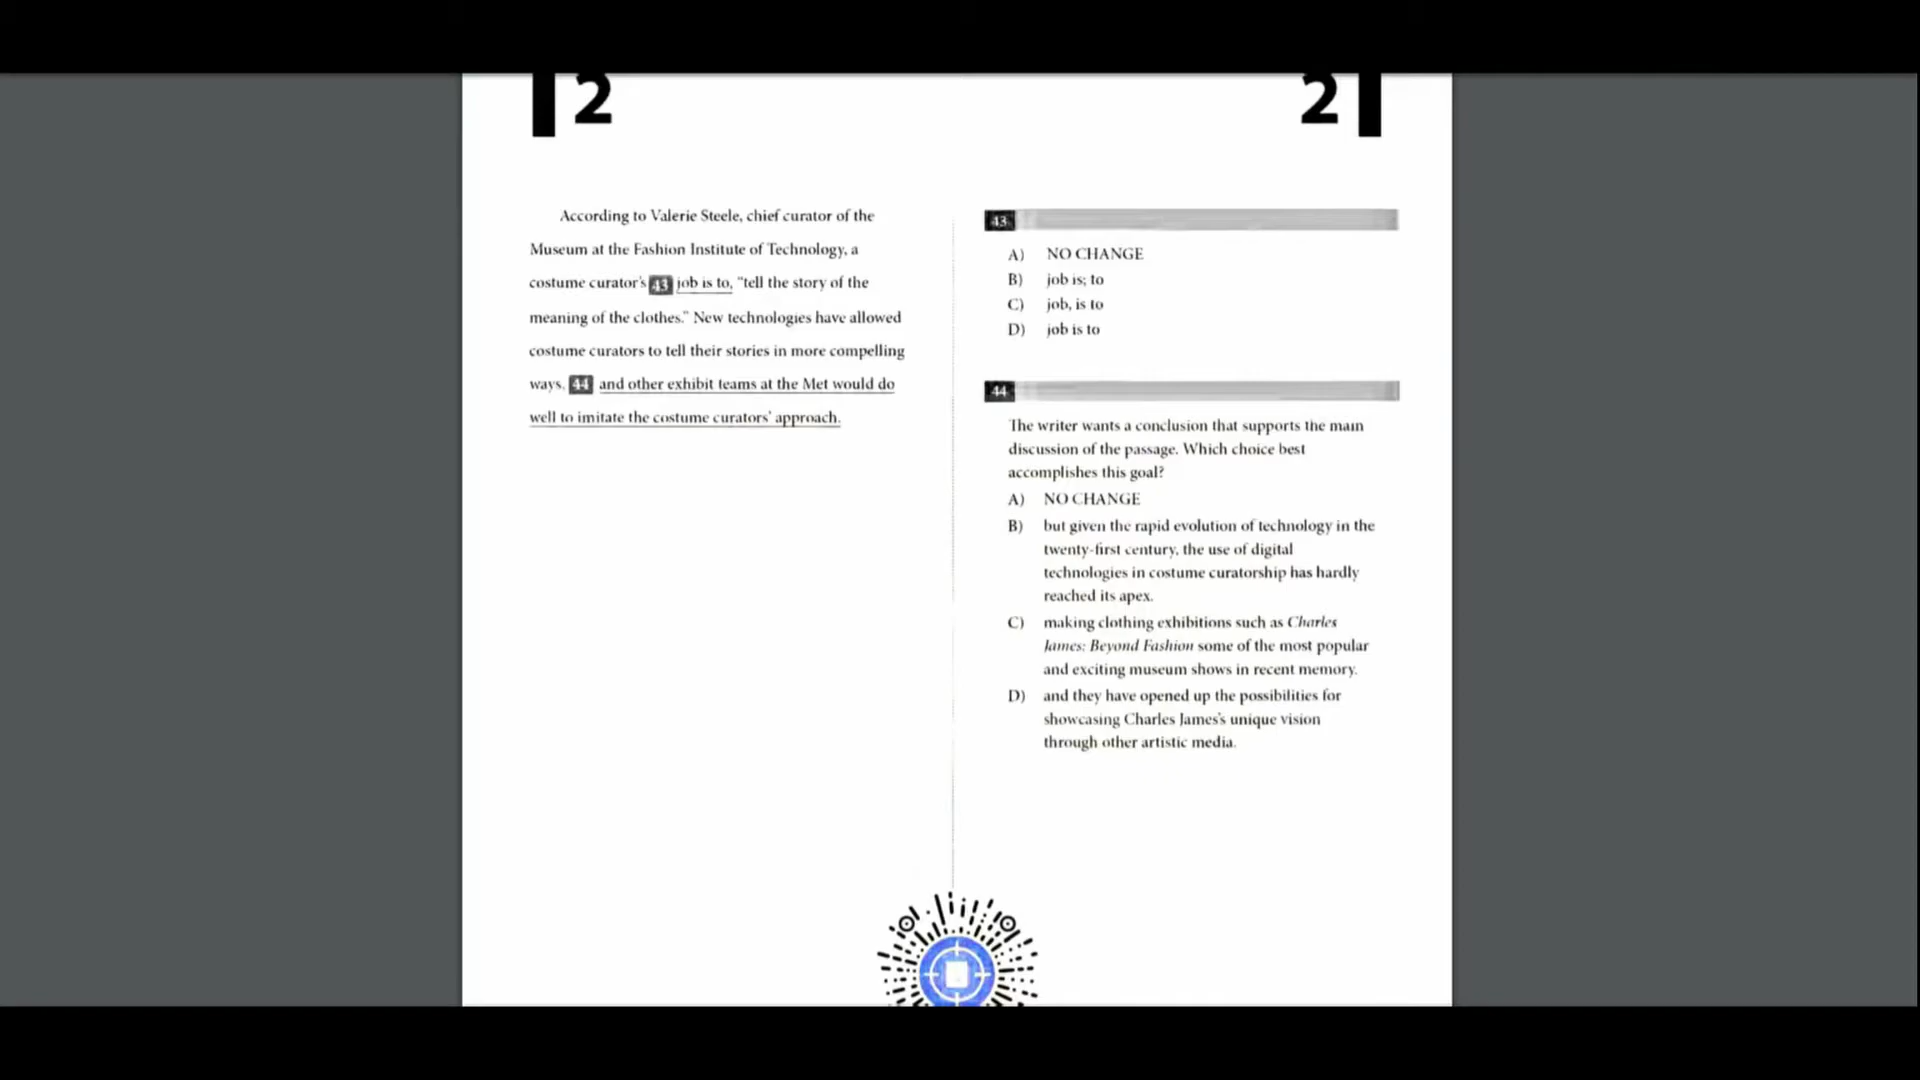 2
2
According to Valerie Steele, chief curator of the
Museum at the Fashion Institute of Technology, a
costume curator's 43 job is to, "tell the story of the
meaning of the clothes." New technologies have allowed
costume curators to tell their stories in more compelling
ways, 44 and other exhibit teams at the Met would do
well to imitate the costume curators' approach.
43
A) NO CHANGE
B) job is; to
C) job, is to
D) job is to
44
The writer wants a conclusion that supports the main
discussion of the passage. Which choice best
accomplishes this goal?
A) NO CHANGE
B) but given the rapid evolution of technology in the
twenty-first century, the use of digital
technologies in costume curatorship has hardly
reached its apex.
C) making clothing exhibitions such as Charles
James: Beyond Fashion some of the most popular
and exciting museum shows in recent memory.
D) and they have opened up the possibilities for
showcasing Charles James's unique vision
through other artistic media.